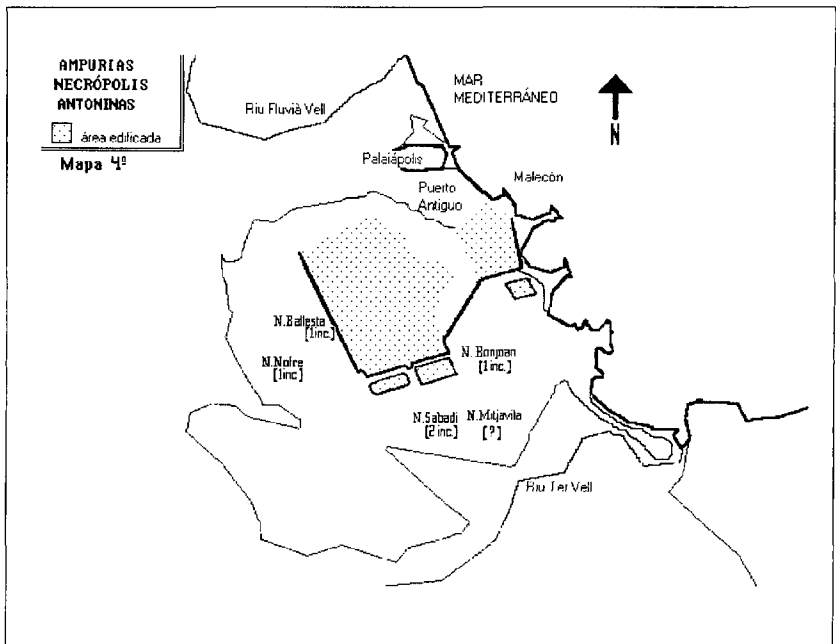 AMPURIAS
NECRÓPOLIS
ANTONINAS
área edificada
Mapa 4º
MAR
MEDITERRÁNEO
N
Riu Fluvià Vell
Palaiápolis
Puerto
Antiguo
Malecón
N.Ballesta
[1inc.]
N.Nofre
[1inc]
N. Bonjoan
[1 inc.]
N.Sabadí
[2 inc.]
N.Mitjavila
[?]
Riu Ter Vell